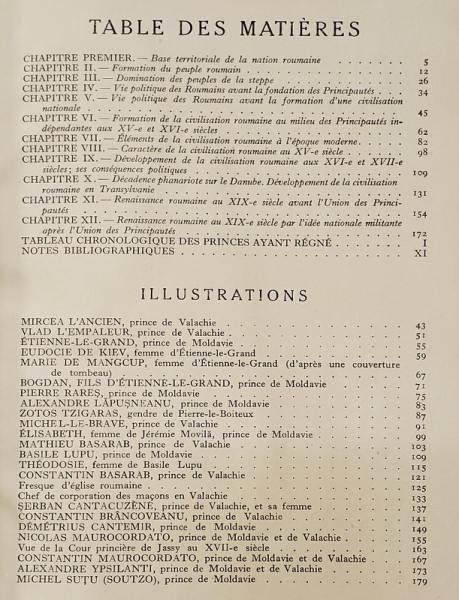 TABLE DES MATIÈRES
CHAPITRE PREMIER. — Base territoriale de la nation roumaine . . . . . 5
CHAPITRE II. — Formation du peuple roumain . . . . . 12
CHAPITRE III. — Domination des peuples de la steppe . . . . . 26
CHAPITRE IV. — Vie politique des Roumains avant la fondation des Principautés . 34
CHAPITRE V. — Vie politique des Roumains avant la formation d'une civilisation
nationale . . . . . 45
CHAPITRE VI. — Formation de la civilisation roumaine au milieu des Principautés in-
dépendantes aux XV-e et XVI-e siècles . . . . . 62
CHAPITRE VII. — Éléments de la civilisation roumaine à l'époque moderne . . 82
CHAPITRE VIII. — Caractère de la civilisation roumaine au XV-e siècle . . 98
CHAPITRE IX. — Développement de la civilisation roumaine aux XVI-e et XVII-e
siècles; ses conséquences politiques . . . . . 109
CHAPITRE X. — Décadence phanariote sur le Danube. Développement de la civilisation
roumaine en Transylvanie . . . . . 131
CHAPITRE XI. — Renaissance roumaine au XIX-e siècle avant l'Union des Princi-
pautés . . . . . 154
CHAPITRE XII. — Renaissance roumaine au XIX-e siècle par l'idée nationale militante
après l'Union des Principautés . . . . . 172
TABLEAU CHRONOLOGIQUE DES PRINCES AYANT RÉGNÉ . . . . . I
NOTES BIBLIOGRAPHIQUES . . . . . XI
ILLUSTRATIONS
MIRCEA L'ANCIEN, prince de Valachie . . . . . 43
VLAD L'EMPALEUR, prince de Valachie . . . . . 51
ÉTIENNE-LE-GRAND, prince de Moldavie . . . . . 55
EUDOCIE DE KIEV, femme d'Étienne-le-Grand . . . . . 59
MARIE DE MANGCUP, femme d'Étienne-le-Grand (d'après une couverture
de tombeau) . . . . . 67
BOGDAN, FILS D'ÉTIENNE-LE-GRAND, prince de Moldavie . . . . . 71
PIERRE RAREȘ, prince de Moldavie . . . . . 75
ALEXANDRE LĂPUȘNEANU, prince de Moldavie . . . . . 83
ZOTOS TZIGARAS, gendre de Pierre-le-Boiteux . . . . . 87
MICHEL-LE-BRAVE, prince de Valachie . . . . . 91
ÉLISABETH, femme de Jérémie Movilă, prince de Moldavie . . . . . 99
MATHIEU BASARAB, prince de Valachie . . . . . 103
BASILE LUPU, prince de Moldavie . . . . . 109
THÉODOSIE, femme de Basile Lupu . . . . . 115
CONSTANTIN BASARAB, prince de Valachie . . . . . 121
Fresque d'église roumaine . . . . . 125
Chef de corporation des maçons en Valachie . . . . . 133
ȘERBAN CANTACUZÈNE, prince de Valachie, et sa femme . . . . . 137
CONSTANTIN BRÂNCOVEANU, prince de Valachie . . . . . 141
DÉMÉTRIUS CANTEMIR, prince de Moldavie . . . . . 149
NICOLAS MAUROCORDATO, prince de Moldavie et de Valachie . . . . . 155
Vue de la Cour princière de Jassy au XVII-e siècle . . . . . 163
CONSTANTIN MAUROCORDATO, prince de Moldavie et de Valachie . . . . . 167
ALEXANDRE YPSILANTI, prince de Moldavie et de Valachie . . . . . 173
MICHEL SUȚU (SOUTZO), prince de Moldavie . . . . . 179